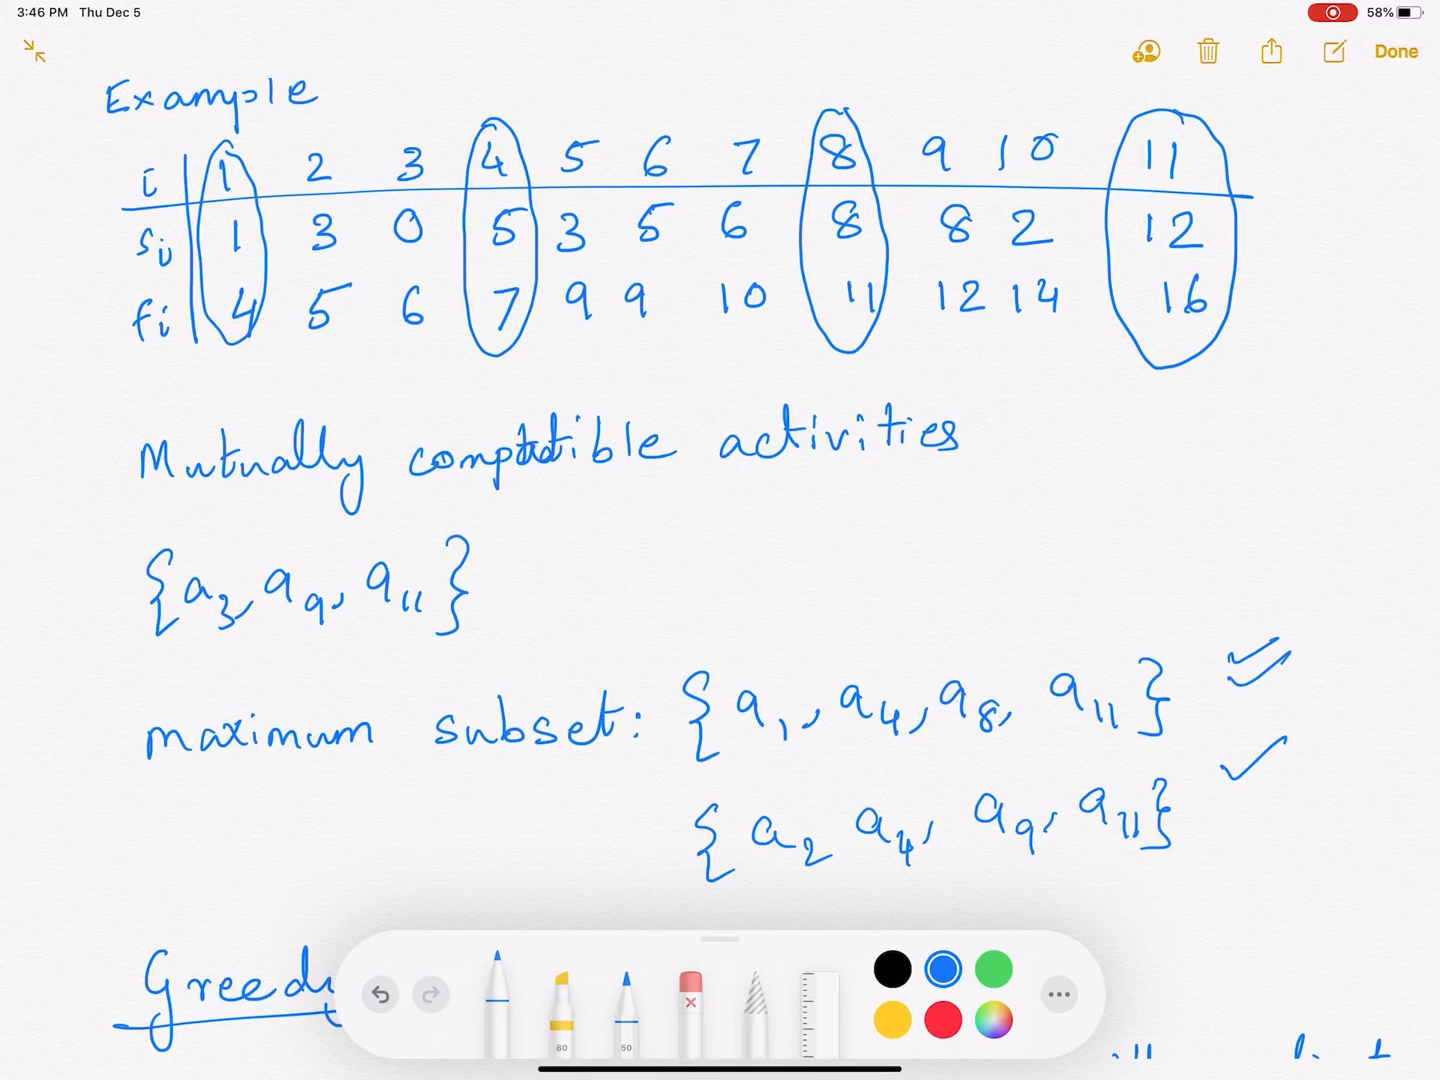 3:46 PM Thu Dec 5 58%
Done
Example
i 1 2 3 4 5 6 7 8 9 10 11
si 1 3 0 5 3 5 6 8 8 2 12
fi 4 5 6 7 9 9 10 11 12 14 16
Mutually compatible activities
{a3, a9, a11}
maximum subset: {a1, a4, a8, a11}
{a2 a4, a9, a11}
Greedy
80 50